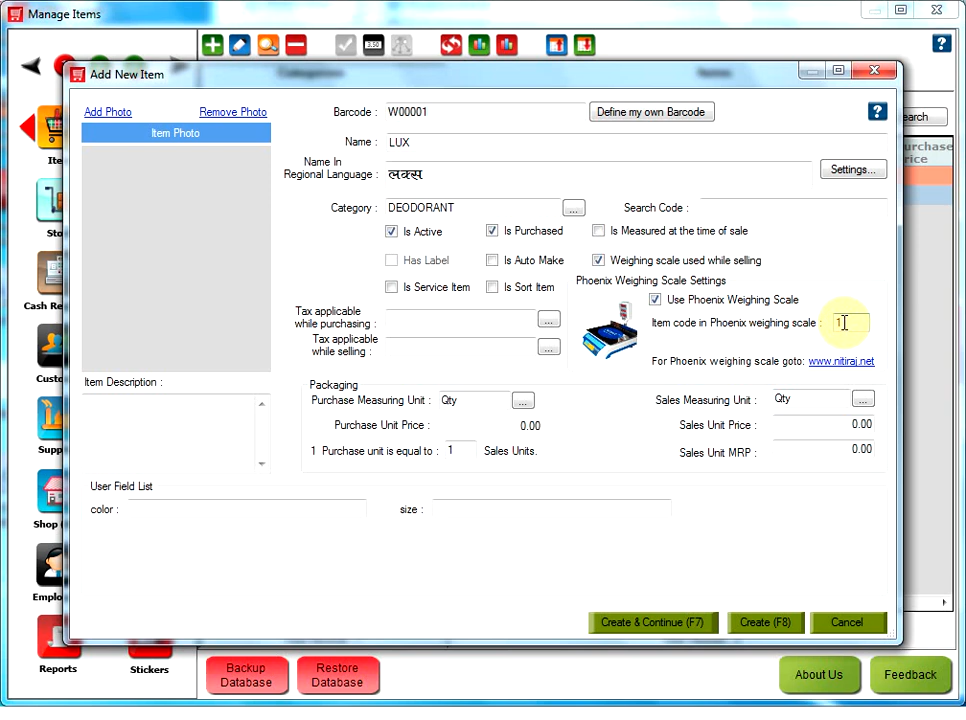 Manage Items
3.50
?
Add New Item
Add Photo
Remove Photo
Item Photo
Barcode :
W00001
Define my own Barcode
?
Name :
LUX
Name In
Regional Language :
लक्स
Settings...
Category :
DEODORANT
...
Search Code :
Is Active
Is Purchased
Is Measured at the time of sale
Has Label
Is Auto Make
Weighing scale used while selling
Is Service Item
Is Sort Item
Phoenix Weighing Scale Settings
Use Phoenix Weighing Scale
Item code in Phoenix weighing scale :
1
For Phoenix weighing scale goto: www.nitiraj.net
Tax applicable
while purchasing :
...
Tax applicable
while selling :
...
Item Description :
Packaging
Purchase Measuring Unit :
Qty
...
Sales Measuring Unit :
Qty
...
Purchase Unit Price :
0.00
Sales Unit Price :
0.00
1 Purchase unit is equal to :
1
Sales Units.
Sales Unit MRP :
0.00
User Field List
color :
size :
Create & Continue (F7)
Create (F8)
Cancel
earch
urchase
rice
Ite
Sto
Cash Re
Custo
Supp
Shop (
Emplo
Reports
Stickers
Backup
Database
Restore
Database
About Us
Feedback